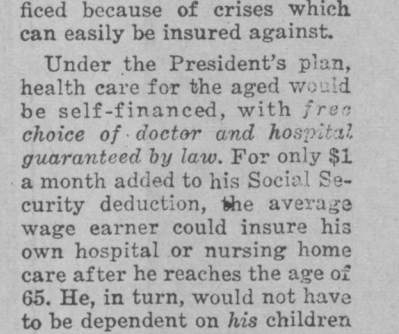 ficed because of crises which
can easily be insured against.
Under the President's plan,
health care for the aged would
be self-financed, with free
choice of doctor and hospital
guaranteed by law. For only $1
a month added to his Social Se-
curity deduction, the average
wage earner could insure his
own hospital or nursing home
care after he reaches the age of
65. He, in turn, would not have
to be dependent on his children